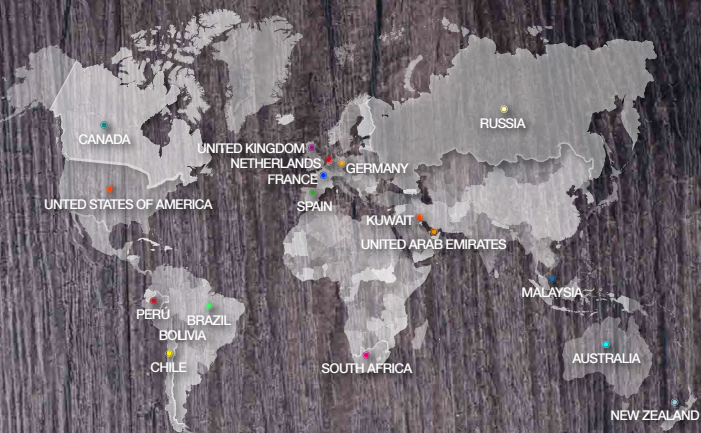 CANADA
RUSSIA
UNITED KINGDOM
NETHERLANDS
GERMANY
FRANCE
UNITED STATES OF AMERICA
SPAIN
KUWAIT
UNITED ARAB EMIRATES
MALAYSIA
PERÚ
BRAZIL
BOLIVIA
CHILE
SOUTH AFRICA
AUSTRALIA
NEW ZEALAND